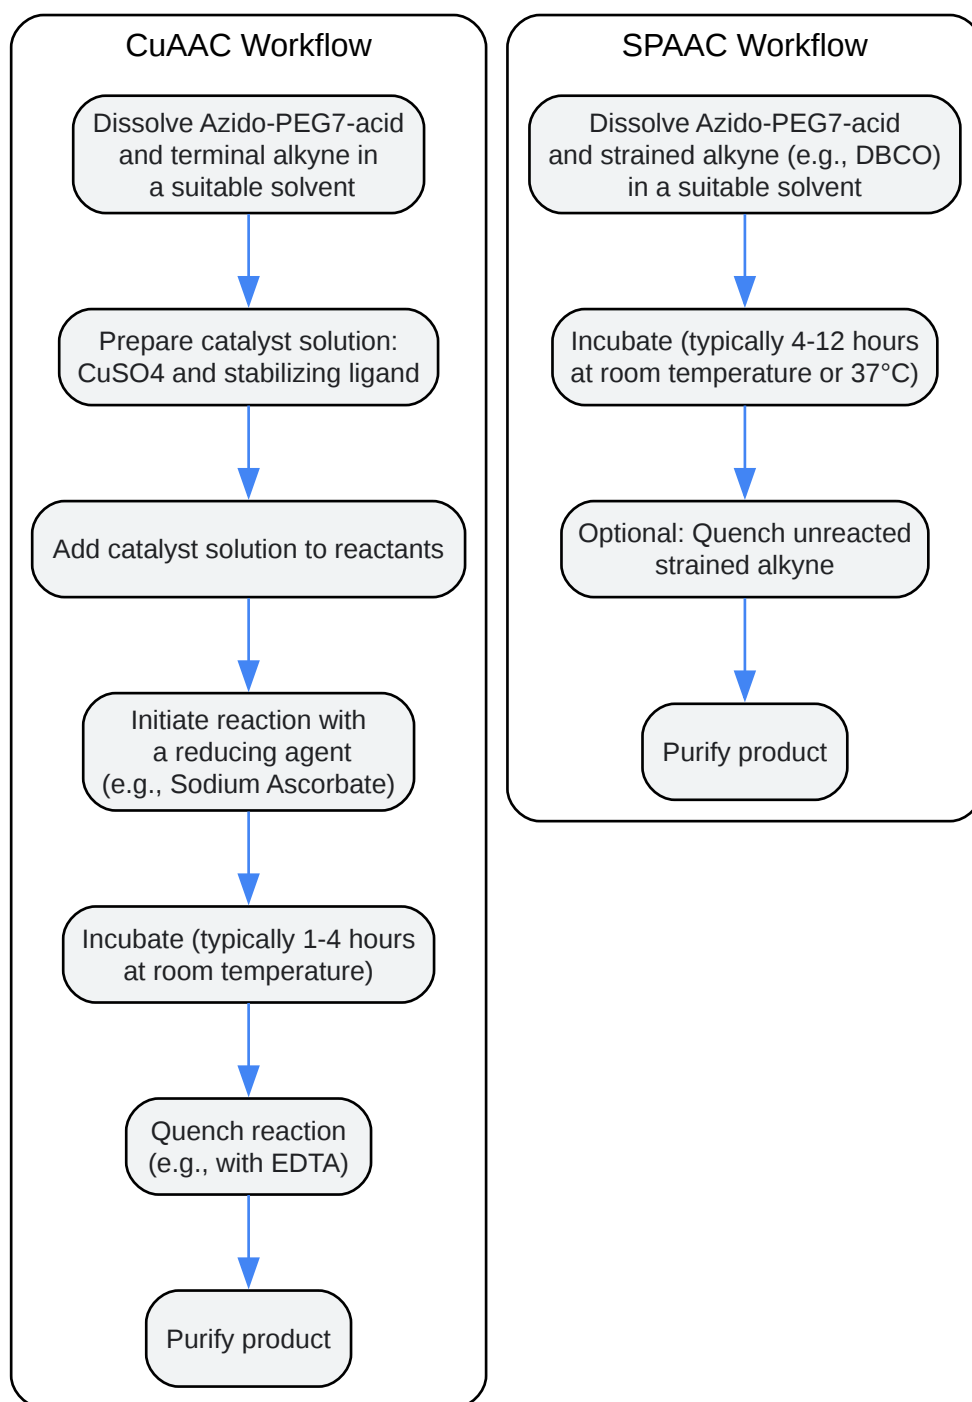 CuAAC Workflow
Dissolve Azido-PEG7-acid
and terminal alkyne in
a suitable solvent
Prepare catalyst solution:
CuSO4 and stabilizing ligand
Add catalyst solution to reactants
Initiate reaction with
a reducing agent
(e.g., Sodium Ascorbate)
Incubate (typically 1-4 hours
at room temperature)
Quench reaction
(e.g., with EDTA)
Purify product
SPAAC Workflow
Dissolve Azido-PEG7-acid
and strained alkyne (e.g., DBCO)
in a suitable solvent
Incubate (typically 4-12 hours
at room temperature or 37°C)
Optional: Quench unreacted
strained alkyne
Purify product